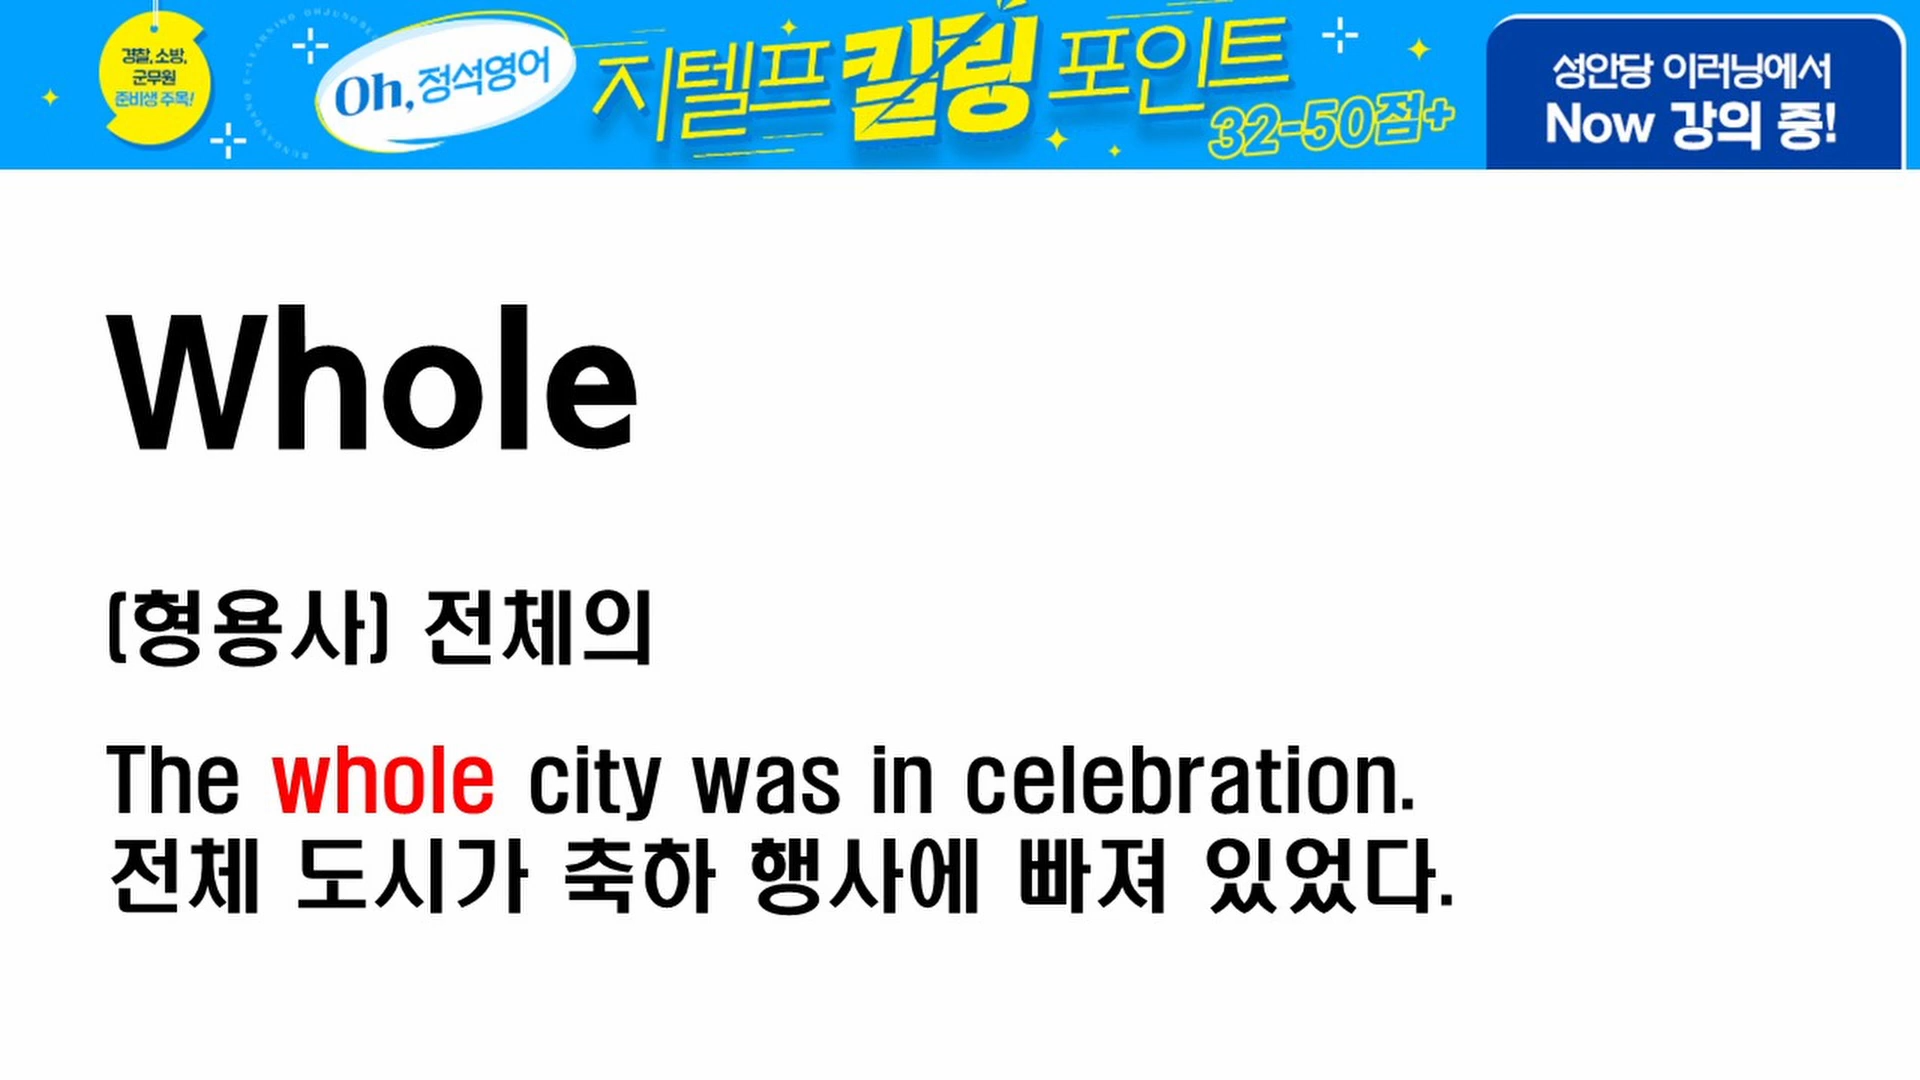 경찰, 소방,
군무원
준비생 주목!
Oh, 정석영어
지텔프 킬링 포인트
32-50점+
성안당 이러닝에서
Now 강의 중!
Whole
(형용사) 전체의
The whole city was in celebration.
전체 도시가 축하 행사에 빠져 있었다.